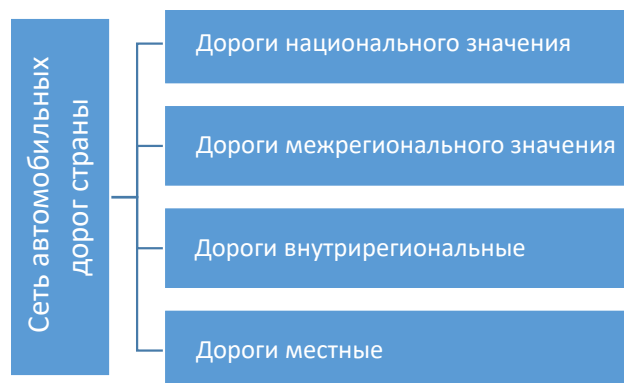 Сеть автомобильных
дорог страны
Дороги национального значения
Дороги межрегионального значения
Дороги внутрирегиональные
Дороги местные